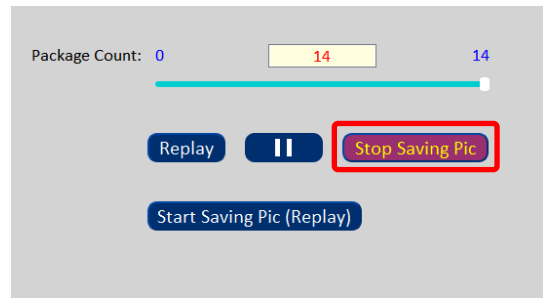 Package Count: 0 14 14
Replay Stop Saving Pic
Start Saving Pic (Replay)